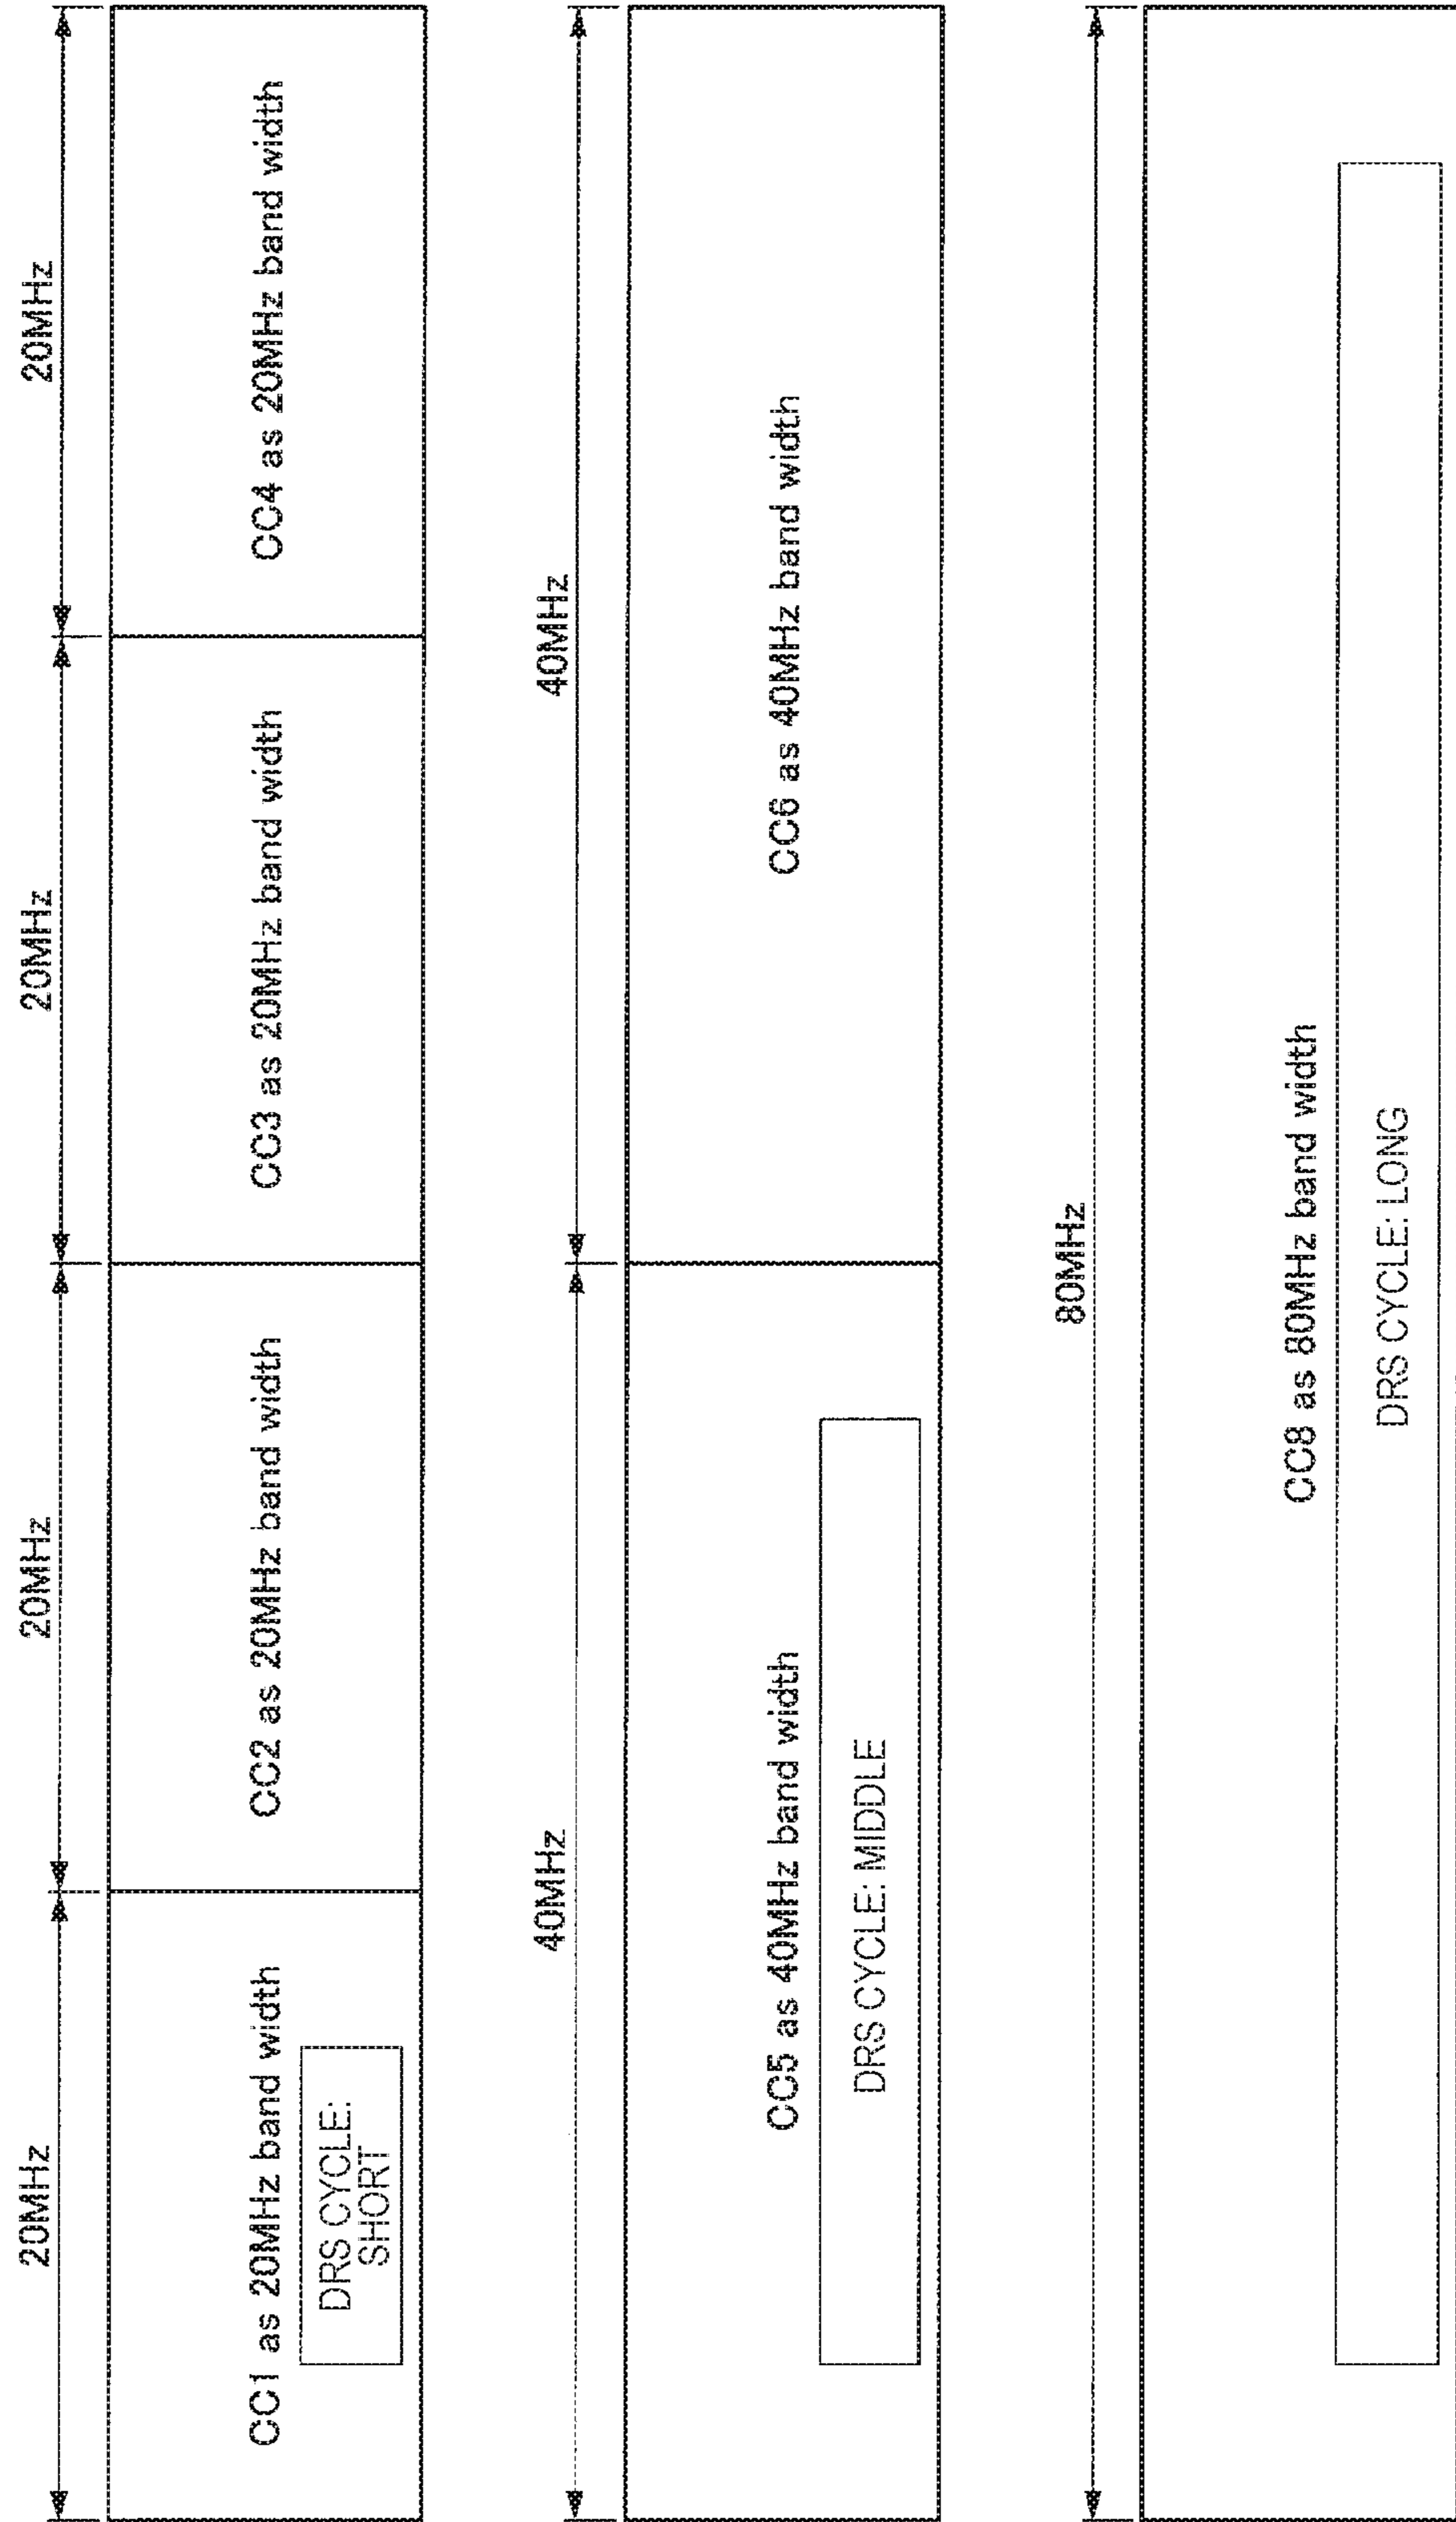 20MHz
20MHz
20MHz
20MHz
CC1 as 20MHz band width
CC2 as 20MHz band width
CC3 as 20MHz band width
CC4 as 20MHz band width
DRS CYCLE:
SHORT
40MHz
40MHz
CC5 as 40MHz band width
CC6 as 40MHz band width
DRS CYCLE: MIDDLE
80MHz
CC8 as 80MHz band width
DRS CYCLE: LONG